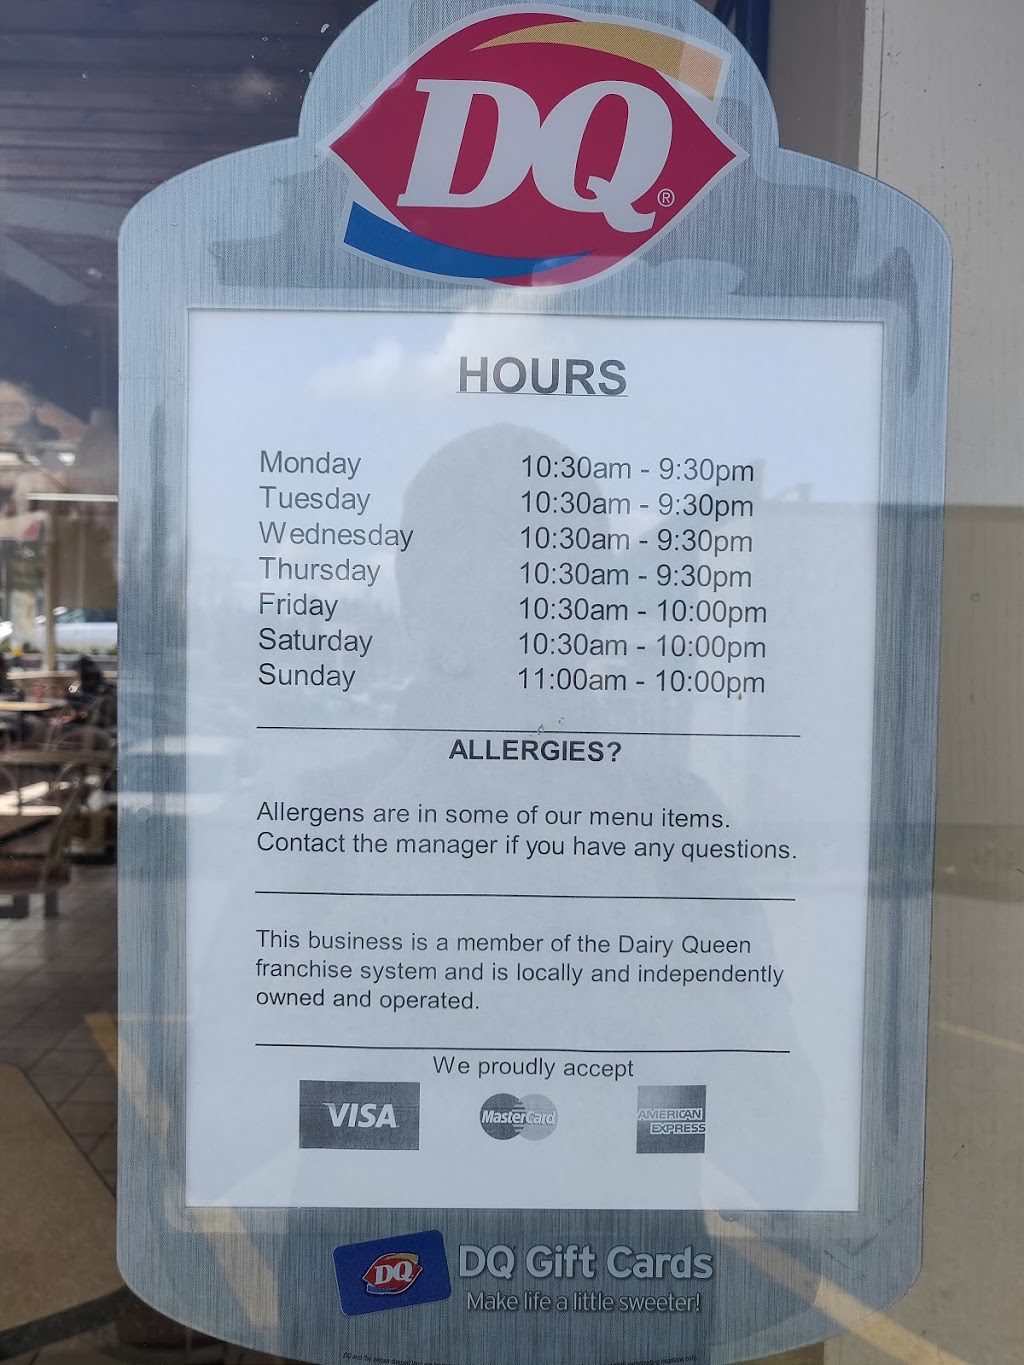 DQ®
HOURS
Monday 10:30am - 9:30pm
Tuesday 10:30am - 9:30pm
Wednesday 10:30am - 9:30pm
Thursday 10:30am - 9:30pm
Friday 10:30am - 10:00pm
Saturday 10:30am - 10:00pm
Sunday 11:00am - 10:00pm
ALLERGIES?
Allergens are in some of our menu items.
Contact the manager if you have any questions.
This business is a member of the Dairy Queen
franchise system and is locally and independently
owned and operated.
We proudly accept
VISA MasterCard AMERICAN
EXPRESS
DQ DQ® Gift Cards
Make life a little sweeter!